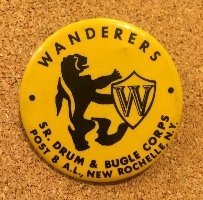 WANDERERS
W
SR. DRUM & BUGLE CORPS
POST 8 A.L., NEW ROCHELLE, N.Y.